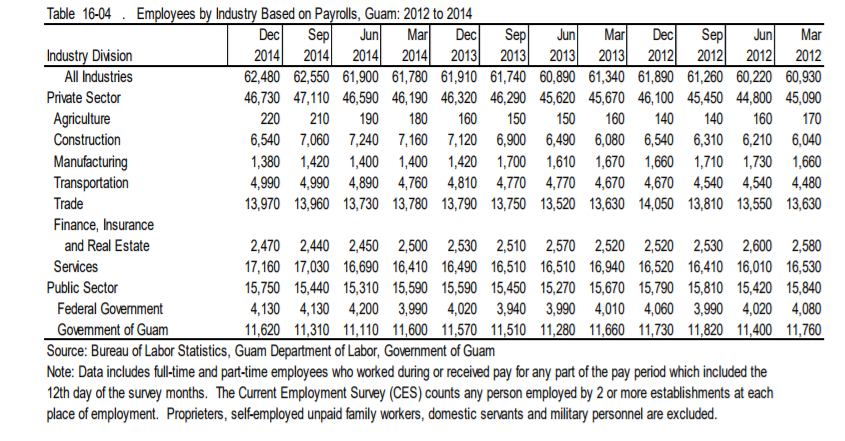 Table 16-04 . Employees by Industry Based on Payrolls, Guam: 2012 to 2014
Dec Sep Jun Mar Dec Sep Jun Mar Dec Sep Jun Mar
Industry Division 2014 2014 2014 2014 2013 2013 2013 2013 2012 2012 2012 2012
All Industries 62,480 62,550 61,900 61,780 61,910 61,740 60,890 61,340 61,890 61,260 60,220 60,930
Private Sector 46,730 47,110 46,590 46,190 46,320 46,290 45,620 45,670 46,100 45,450 44,800 45,090
Agriculture 220 210 190 180 160 150 150 160 140 140 160 170
Construction 6,540 7,060 7,240 7,160 7,120 6,900 6,490 6,080 6,540 6,310 6,210 6,040
Manufacturing 1,380 1,420 1,400 1,400 1,420 1,700 1,610 1,670 1,660 1,710 1,730 1,660
Transportation 4,990 4,990 4,890 4,760 4,810 4,770 4,770 4,670 4,670 4,540 4,540 4,480
Trade 13,970 13,960 13,730 13,780 13,790 13,750 13,520 13,630 14,050 13,810 13,550 13,630
Finance, Insurance
and Real Estate 2,470 2,440 2,450 2,500 2,530 2,510 2,570 2,520 2,520 2,530 2,600 2,580
Services 17,160 17,030 16,690 16,410 16,490 16,510 16,510 16,940 16,520 16,410 16,010 16,530
Public Sector 15,750 15,440 15,310 15,590 15,590 15,450 15,270 15,670 15,790 15,810 15,420 15,840
Federal Government 4,130 4,130 4,200 3,990 4,020 3,940 3,990 4,010 4,060 3,990 4,020 4,080
Government of Guam 11,620 11,310 11,110 11,600 11,570 11,510 11,280 11,660 11,730 11,820 11,400 11,760
Source: Bureau of Labor Statistics, Guam Department of Labor, Government of Guam
Note: Data includes full-time and part-time employees who worked during or received pay for any part of the pay period which included the
12th day of the survey months. The Current Employment Survey (CES) counts any person employed by 2 or more establishments at each
place of employment. Proprieters, self-employed unpaid family workers, domestic servants and military personnel are excluded.